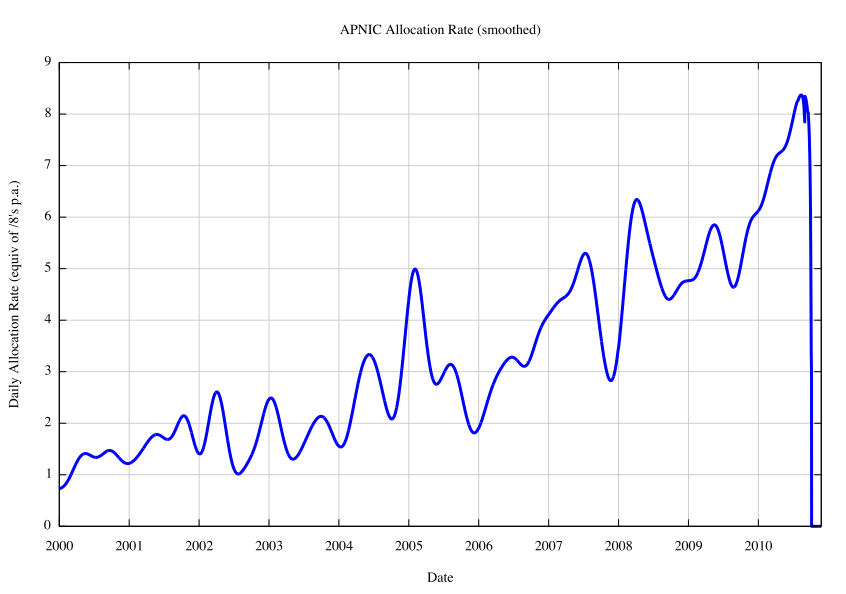 APNIC Allocation Rate (smoothed)
Daily Allocation Rate (equiv of /8's p.a.)
9
8
7
6
5
4
3
2
1
0
2000 2001 2002 2003 2004 2005 2006 2007 2008 2009 2010
Date